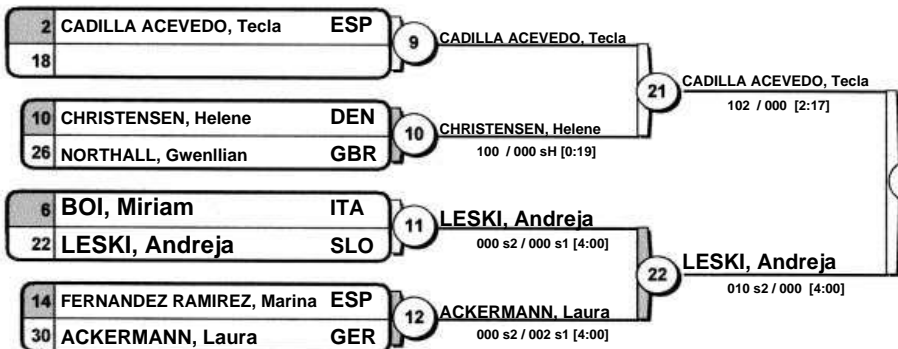 2 CADILLA ACEVEDO, Tecla ESP
18
9 CADILLA ACEVEDO, Tecla
10 CHRISTENSEN, Helene DEN
26 NORTHALL, Gwenllian GBR
10 CHRISTENSEN, Helene
100 / 000 sH [0:19]
21 CADILLA ACEVEDO, Tecla
102 / 000 [2:17]
6 BOI, Miriam ITA
22 LESKI, Andreja SLO
11 LESKI, Andreja
000 s2 / 000 s1 [4:00]
14 FERNANDEZ RAMIREZ, Marina ESP
30 ACKERMANN, Laura GER
12 ACKERMANN, Laura
000 s2 / 002 s1 [4:00]
22 LESKI, Andreja
010 s2 / 000 [4:00]